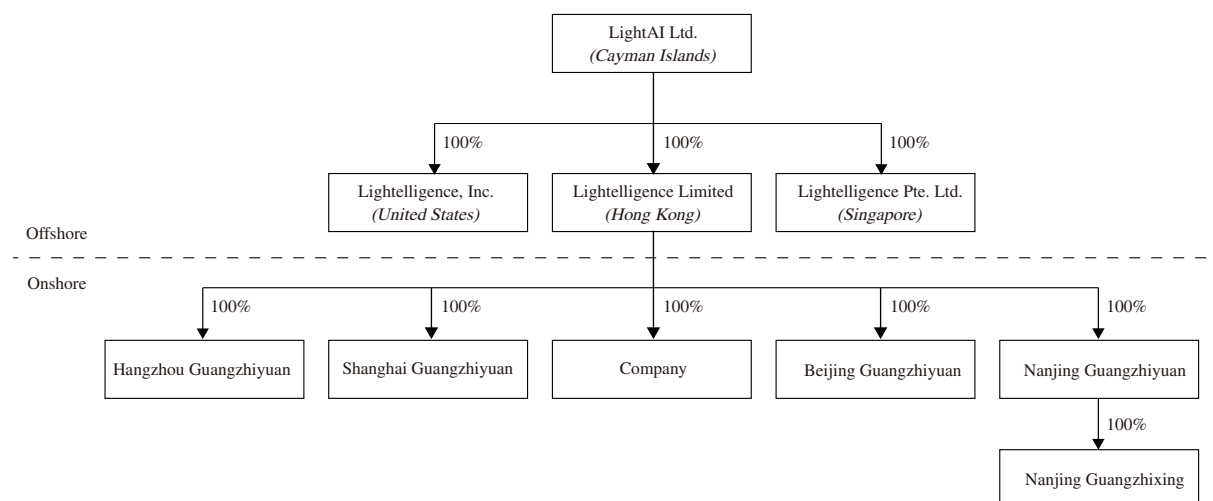 LightAI Ltd.
(Cayman Islands)
100%
100%
100%
Lightelligence, Inc.
(United States)
Lightelligence Limited
(Hong Kong)
Lightelligence Pte. Ltd.
(Singapore)
Offshore
Onshore
100%
100%
100%
100%
100%
Hangzhou Guangzhiyuan
Shanghai Guangzhiyuan
Company
Beijing Guangzhiyuan
Nanjing Guangzhiyuan
100%
Nanjing Guangzhixing